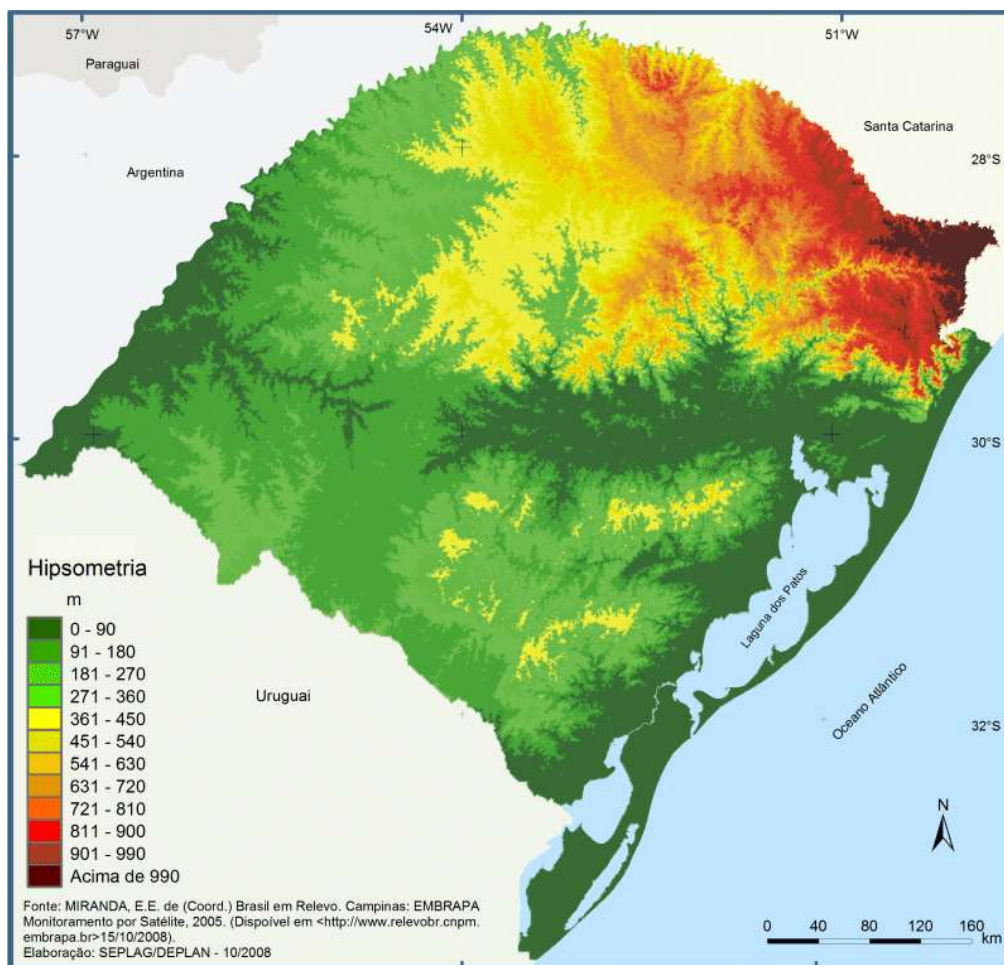 57°W
54°W
51°W
Paraguai
Santa Catarina
28°S
Argentina
30°S
Hipsometria
m
0 - 90
91 - 180
181 - 270
271 - 360
361 - 450
451 - 540
541 - 630
631 - 720
721 - 810
811 - 900
901 - 990
Acima de 990
Laguna dos Patos
Uruguai
Oceano Atlântico
32°S
N
0 40 80 120 160
km
Fonte: MIRANDA, E.E. de (Coord.) Brasil em Relevo. Campinas: EMBRAPA
Monitoramento por Satélite, 2005. (Dispoível em <http://www.relevobr.cnpm.
embrapa.br>15/10/2008).
Elaboração: SEPLAG/DEPLAN - 10/2008